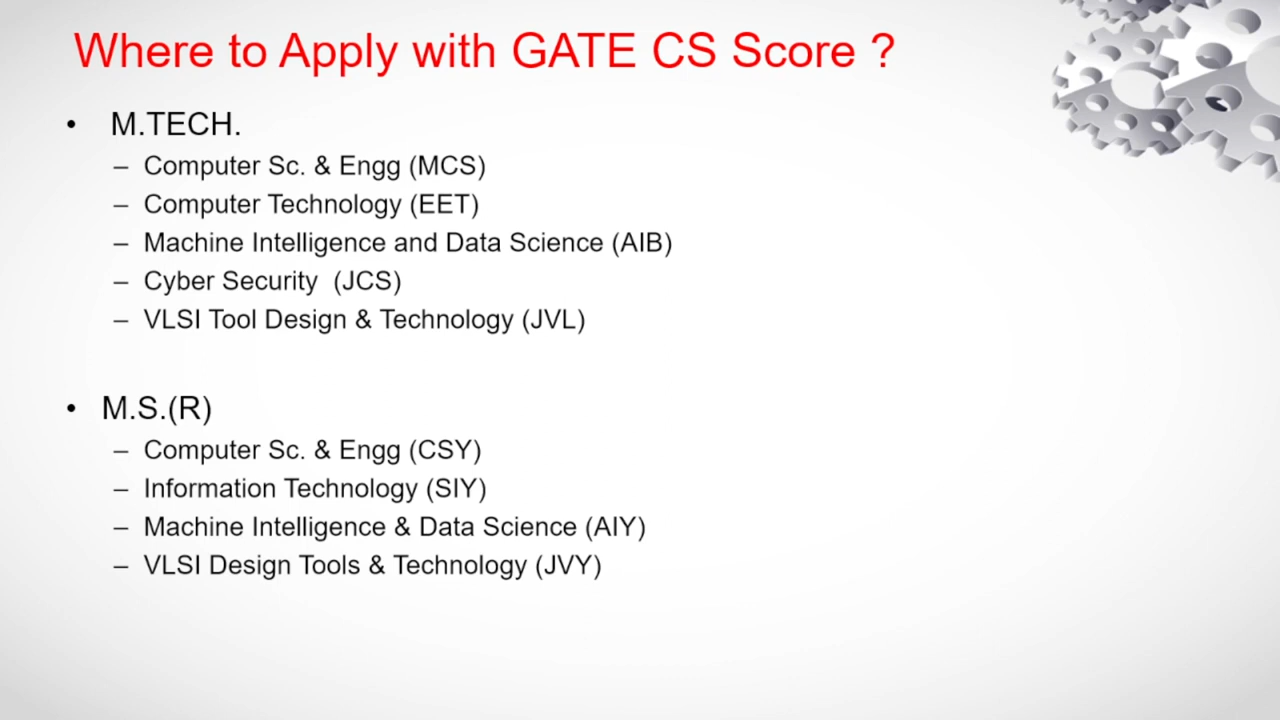 Where to Apply with GATE CS Score ?
• M.TECH.
– Computer Sc. & Engg (MCS)
– Computer Technology (EET)
– Machine Intelligence and Data Science (AIB)
– Cyber Security  (JCS)
– VLSI Tool Design & Technology (JVL)
• M.S.(R)
– Computer Sc. & Engg (CSY)
– Information Technology (SIY)
– Machine Intelligence & Data Science (AIY)
– VLSI Design Tools & Technology (JVY)